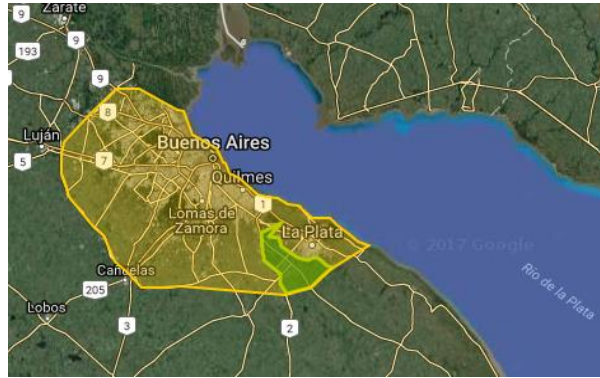 Zárate
9
9
193
9
8
Luján
Buenos Aires
5
7
Quilmes
1
Lomas de
Zamora
La Plata
© 2017 Google
Cañuelas
205
Río de la Plata
Lobos
3
2